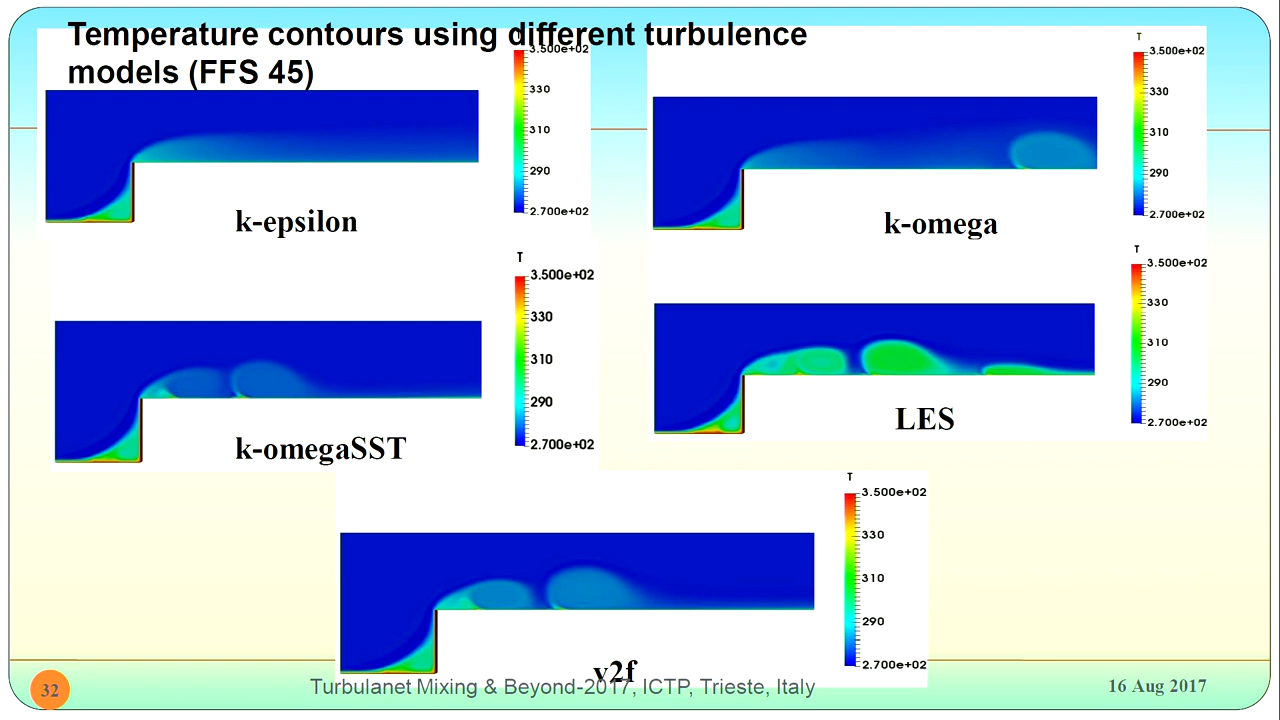 Temperature contours using different turbulence
models (FFS 45)
3.500e+02
330
310
290
2.700e+02
k-epsilon
T
3.500e+02
330
310
290
2.700e+02
k-omega
T
3.500e+02
330
310
290
2.700e+02
k-omegaSST
T
3.500e+02
330
310
290
2.700e+02
LES
T
3.500e+02
330
310
290
2.700e+02
v2f
32
Turbulanet Mixing & Beyond-2017, ICTP, Trieste, Italy
16 Aug 2017